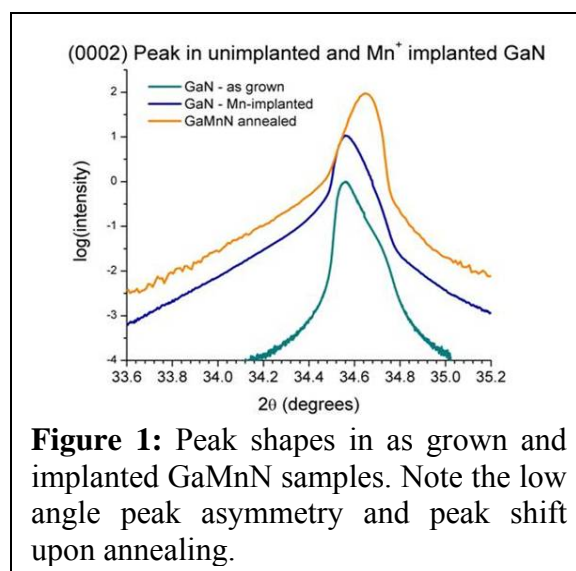 (0002) Peak in unimplanted and Mn⁺ implanted GaN
GaN - as grown
GaN - Mn-implanted
GaMnN annealed
log(intensity)
2
1
0
-1
-2
-3
-4
33.6 33.8 34.0 34.2 34.4 34.6 34.8 35.0 35.2
2θ (degrees)
Figure 1: Peak shapes in as grown and
implanted GaMnN samples. Note the low
angle peak asymmetry and peak shift
upon annealing.